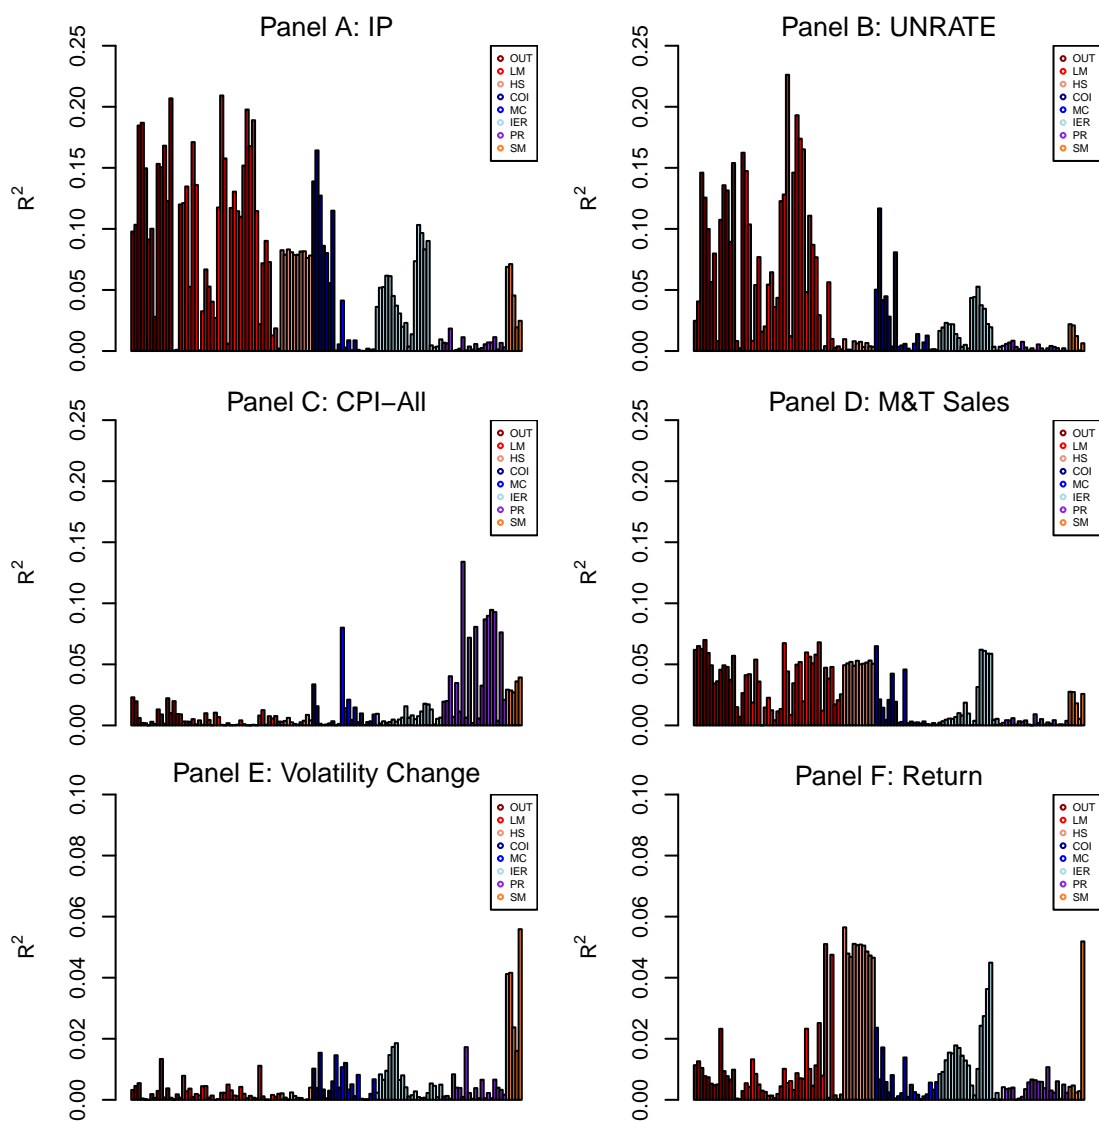 Panel A: IP
R2
0.00 0.05 0.10 0.15 0.20 0.25
OUT
LM
HS
COI
MC
IER
PR
SM
Panel B: UNRATE
R2
0.00 0.05 0.10 0.15 0.20 0.25
OUT
LM
HS
COI
MC
IER
PR
SM
Panel C: CPI−All
R2
0.00 0.05 0.10 0.15 0.20 0.25
OUT
LM
HS
COI
MC
IER
PR
SM
Panel D: M&T Sales
R2
0.00 0.05 0.10 0.15 0.20 0.25
OUT
LM
HS
COI
MC
IER
PR
SM
Panel E: Volatility Change
R2
0.00 0.02 0.04 0.06 0.08 0.10
OUT
LM
HS
COI
MC
IER
PR
SM
Panel F: Return
R2
0.00 0.02 0.04 0.06 0.08 0.10
OUT
LM
HS
COI
MC
IER
PR
SM